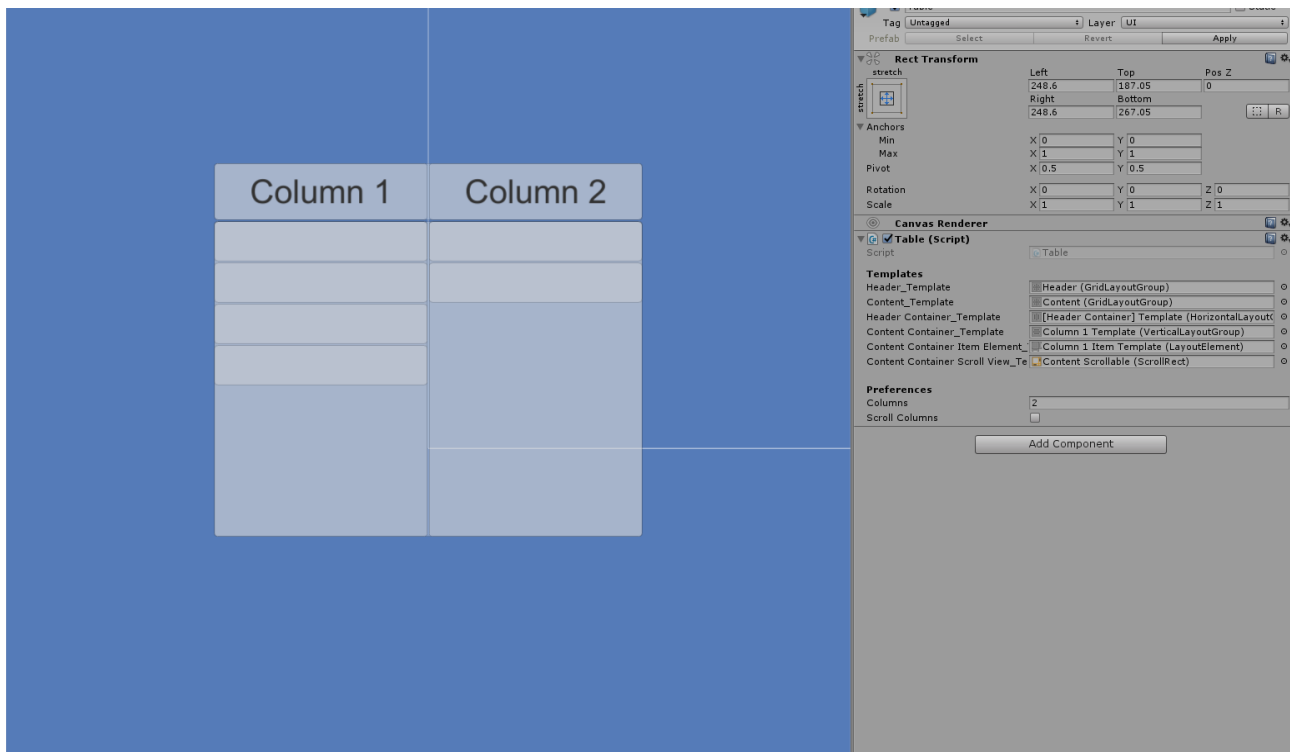 Column 1 Column 2
Tag Untagged Layer UI
Prefab Select Revert Apply
Rect Transform
stretch Left Top Pos Z
stretch 248.6 187.05 0
Right Bottom
248.6 267.05 R
Anchors
Min X 0 Y 0
Max X 1 Y 1
Pivot X 0.5 Y 0.5
Rotation X 0 Y 0 Z 0
Scale X 1 Y 1 Z 1
Canvas Renderer
Table (Script)
Script Table
Templates
Header_Template Header (GridLayoutGroup)
Content_Template Content (GridLayoutGroup)
Header Container_Template [Header Container] Template (HorizontalLayout
Content Container_Template Column 1 Template (VerticalLayoutGroup)
Content Container Item Element_ Column 1 Item Template (LayoutElement)
Content Container Scroll View_Te Content Scrollable (ScrollRect)
Preferences
Columns 2
Scroll Columns
Add Component